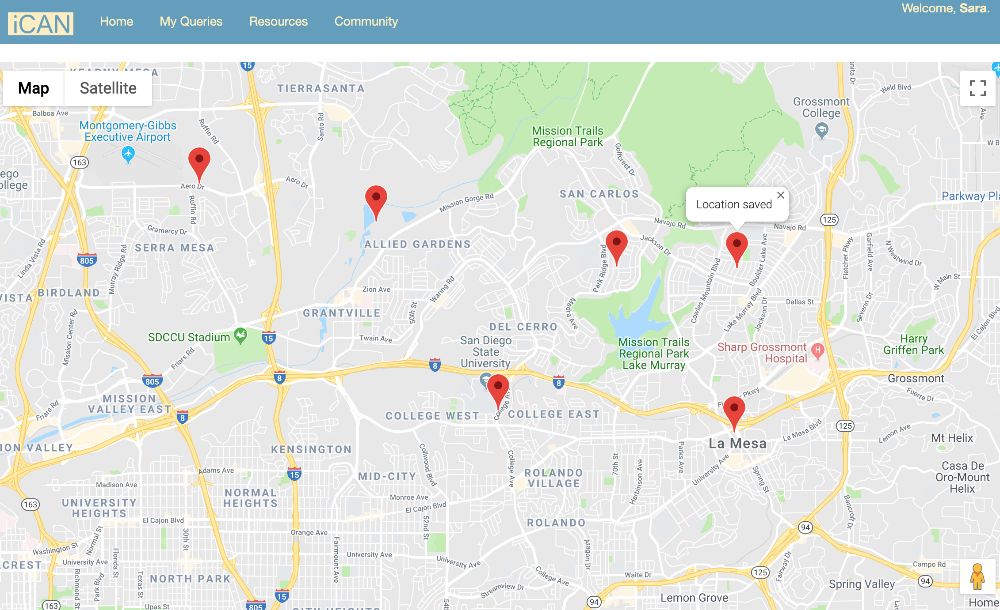 iCAN
Home
My Queries
Resources
Community
Welcome, Sara.
Map
Satellite
KEARNY MESA
TIERRASANTA
15
Balboa Ave
Montgomery-Gibbs
Executive Airport
Ruffin Rd
Santo Rd
Mission Trails
Regional Park
Golfcrest Dr
Grossmont
College
Weld Blvd
anita Dr
Ave
W B
163
ego
ollege
Aero Dr
Aero Dr
Ruffin Rd
Mission Gorge Rd
SAN CARLOS
Location saved
Parkway Pla
125
Navajo Rd
Navajo Rd
Gramercy Dr
SERRA MESA
ALLIED GARDENS
Jackson Dr
Park Ridge Blvd
Boulder Lake Ave
Cowles Mountain Blvd
Fletcher Pkwy
Garfield Ave
N Westwind Dr
W Main St
Linda Vista Rd
805
Murray Ridge Rd
VISTA
BIRDLAND
Zion Ave
Waring Rd
50th St
GRANTVILLE
Madra Ave
Lake Murray Blvd
Jackson Dr
Dallas St
Severin Dr
El Cajon Blvd
Mission Center Rd
SDCCU Stadium
15
Twain Ave
DEL CERRO
San Diego
State
University
Mission Trails
Regional Park
Lake Murray
Sharp Grossmont
Hospital
H
Harry
Griffen Park
Friars Rd
805
8
8
8
Grossmont
Fuerte Dr
MISSION
VALLEY EAST
Friars Rd
8
COLLEGE WEST
College Av
COLLEGE EAST
Fl
r Pkwy
125
La Mesa Blvd
Lemon Ave
Mt Helix
La Mesa
ION VALLEY
KENSINGTON
Collwood Blvd
College Ave
70th St
Harbinson Ave
Parks Ave
University Ave
Spring St
Casa De
Oro-Mount
Helix
Adams Ave
15
MID-CITY
ROLANDO
VILLAGE
Madison Ave
NORMAL
HEIGHTS
Monroe Ave
El Cajon Blvd
163
UNIVERSITY
HEIGHTS
El Cajon Blvd
30th St
Orange Ave
52nd St
ROLANDO
Bancroft Dr
94
Washington St
Normal St
University Ave
Florida St
Fairmount Ave
University Ave
University Ave
Aragon Dr
College Ave
Fairway Dr
Campo Rd
LCREST
Richmond St
Park Blvd
Texas St
NORTH PARK
Waite Dr
125
Spring Valley
94
Streamview Dr
15
54th
Lemon Grove
94
163
Upas St
805
CITY HEIGHTS
Home